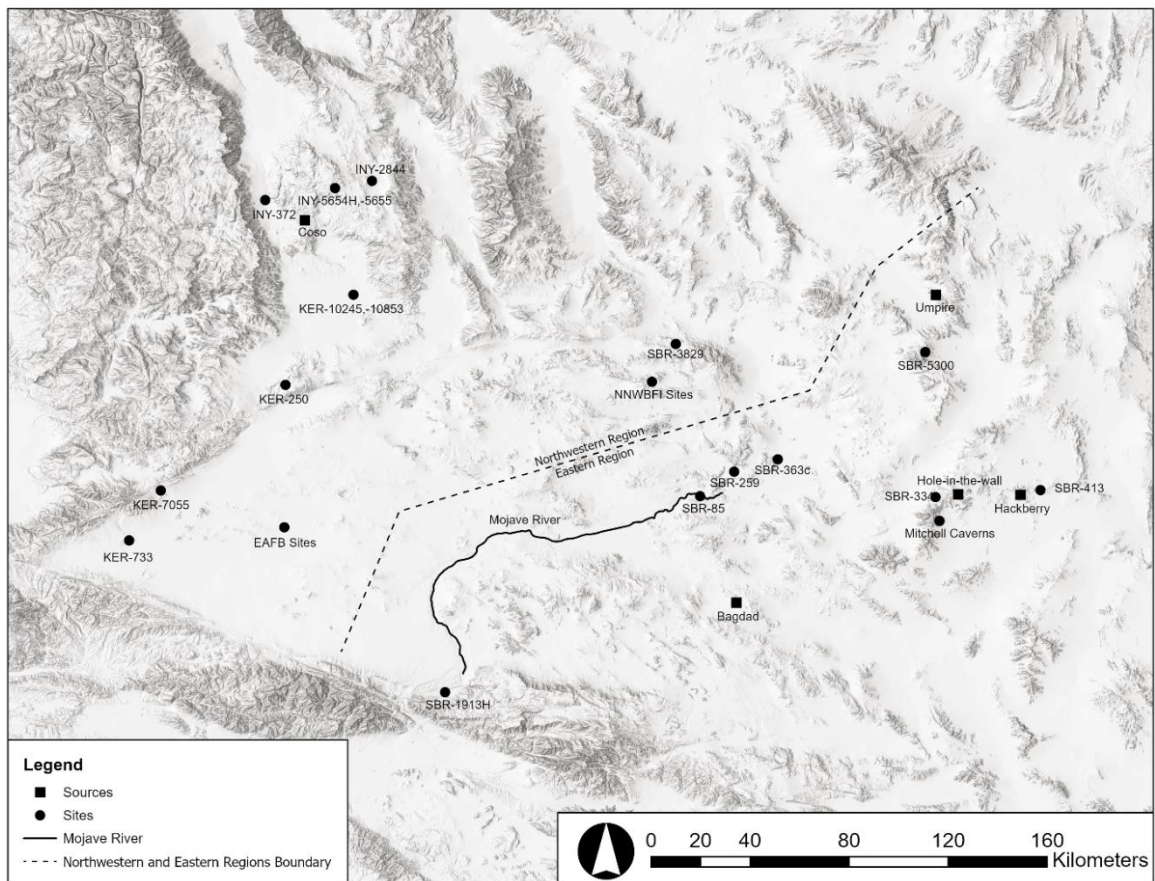 INY-2844
INY-5654H,-5655
INY-372
Coso
KER-10245,-10853
Umpire
SBR-3829
SBR-5300
NNWBFI Sites
KER-250
Northwestern Region
Eastern Region
SBR-363c
SBR-259
Hole-in-the-wall
KER-7055
SBR-334
SBR-413
SBR-85
Hackberry
Mojave River
EAFB Sites
Mitchell Caverns
KER-733
Bagdad
SBR-1913H
Legend
Sources
Sites
Mojave River
Northwestern and Eastern Regions Boundary
0 20 40 80 120 160
Kilometers